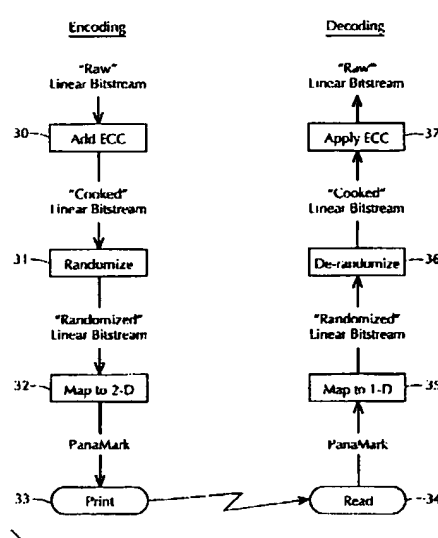 Encoding
"Raw"
Linear Bitstream
30
Add ECC
"Cooked"
Linear Bitstream
31
Randomize
"Randomized"
Linear Bitstream
32
Map to 2-D
PanaMark
33
Print
Decoding
"Raw"
Linear Bitstream
Apply ECC
37
"Cooked"
Linear Bitstream
De-randomize
36
"Randomized"
Linear Bitstream
Map to 1-D
35
PanaMark
Read
34